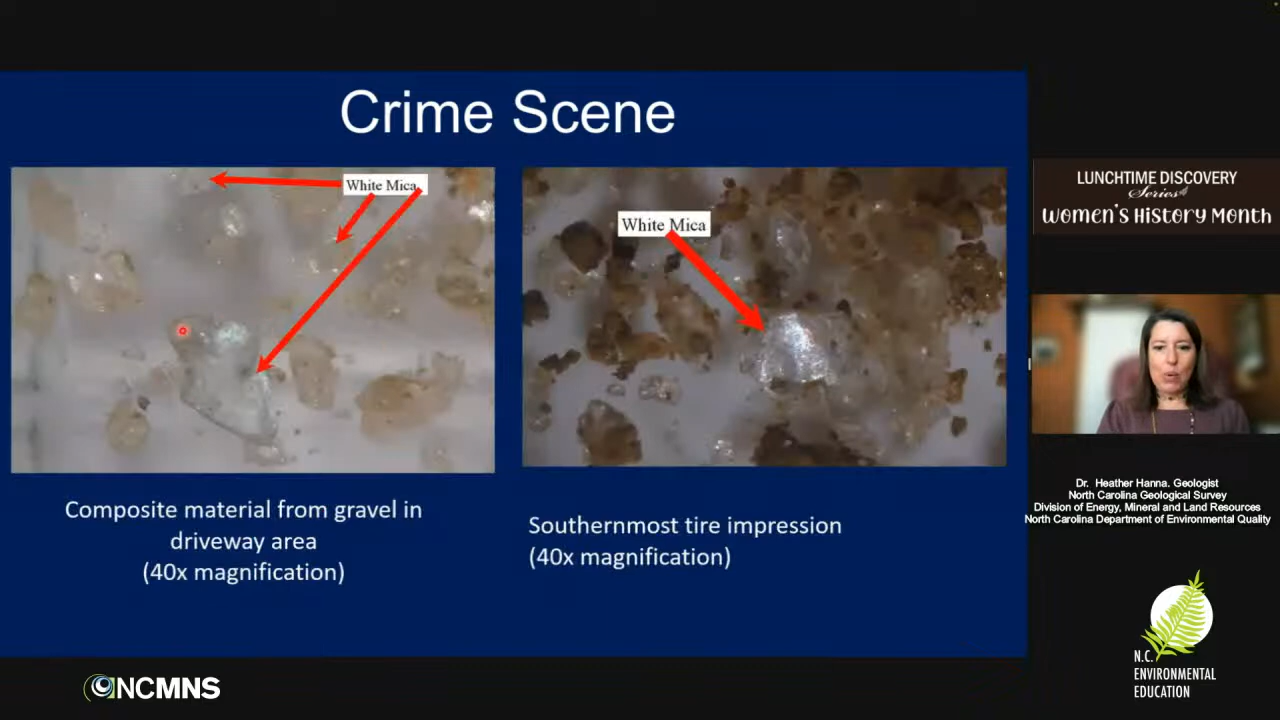 Crime Scene
White Mica
White Mica
Composite material from gravel in
driveway area
(40x magnification)
Southernmost tire impression
(40x magnification)
LUNCHTIME DISCOVERY
Series
WOMEN'S HISTORY MONTH
Dr. Heather Hanna. Geologist
North Carolina Geological Survey
Division of Energy, Mineral and Land Resources
North Carolina Department of Environmental Quality
NCMNS
N.C.
ENVIRONMENTAL
EDUCATION